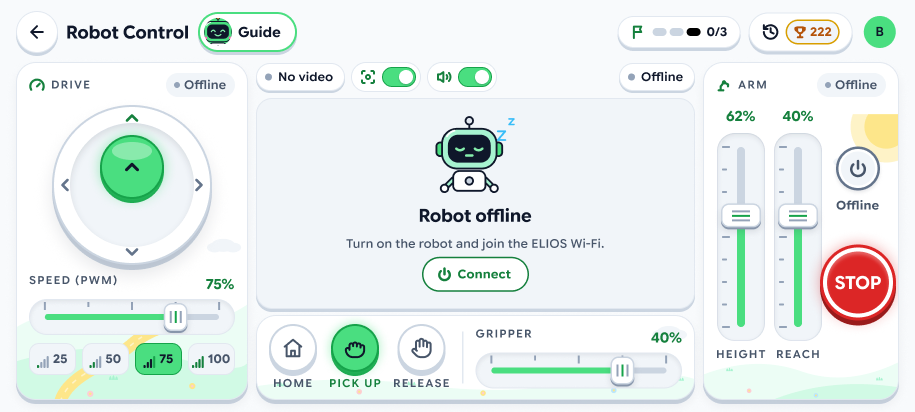 Robot Control
Guide
0/3
222
B
DRIVE
Offline
SPEED (PWM)
75%
25
50
75
100
No video
Offline
z
Z
Robot offline
Turn on the robot and join the ELIOS Wi-Fi.
Connect
HOME
PICK UP
RELEASE
GRIPPER
40%
ARM
Offline
62%
40%
Offline
STOP
HEIGHT
REACH